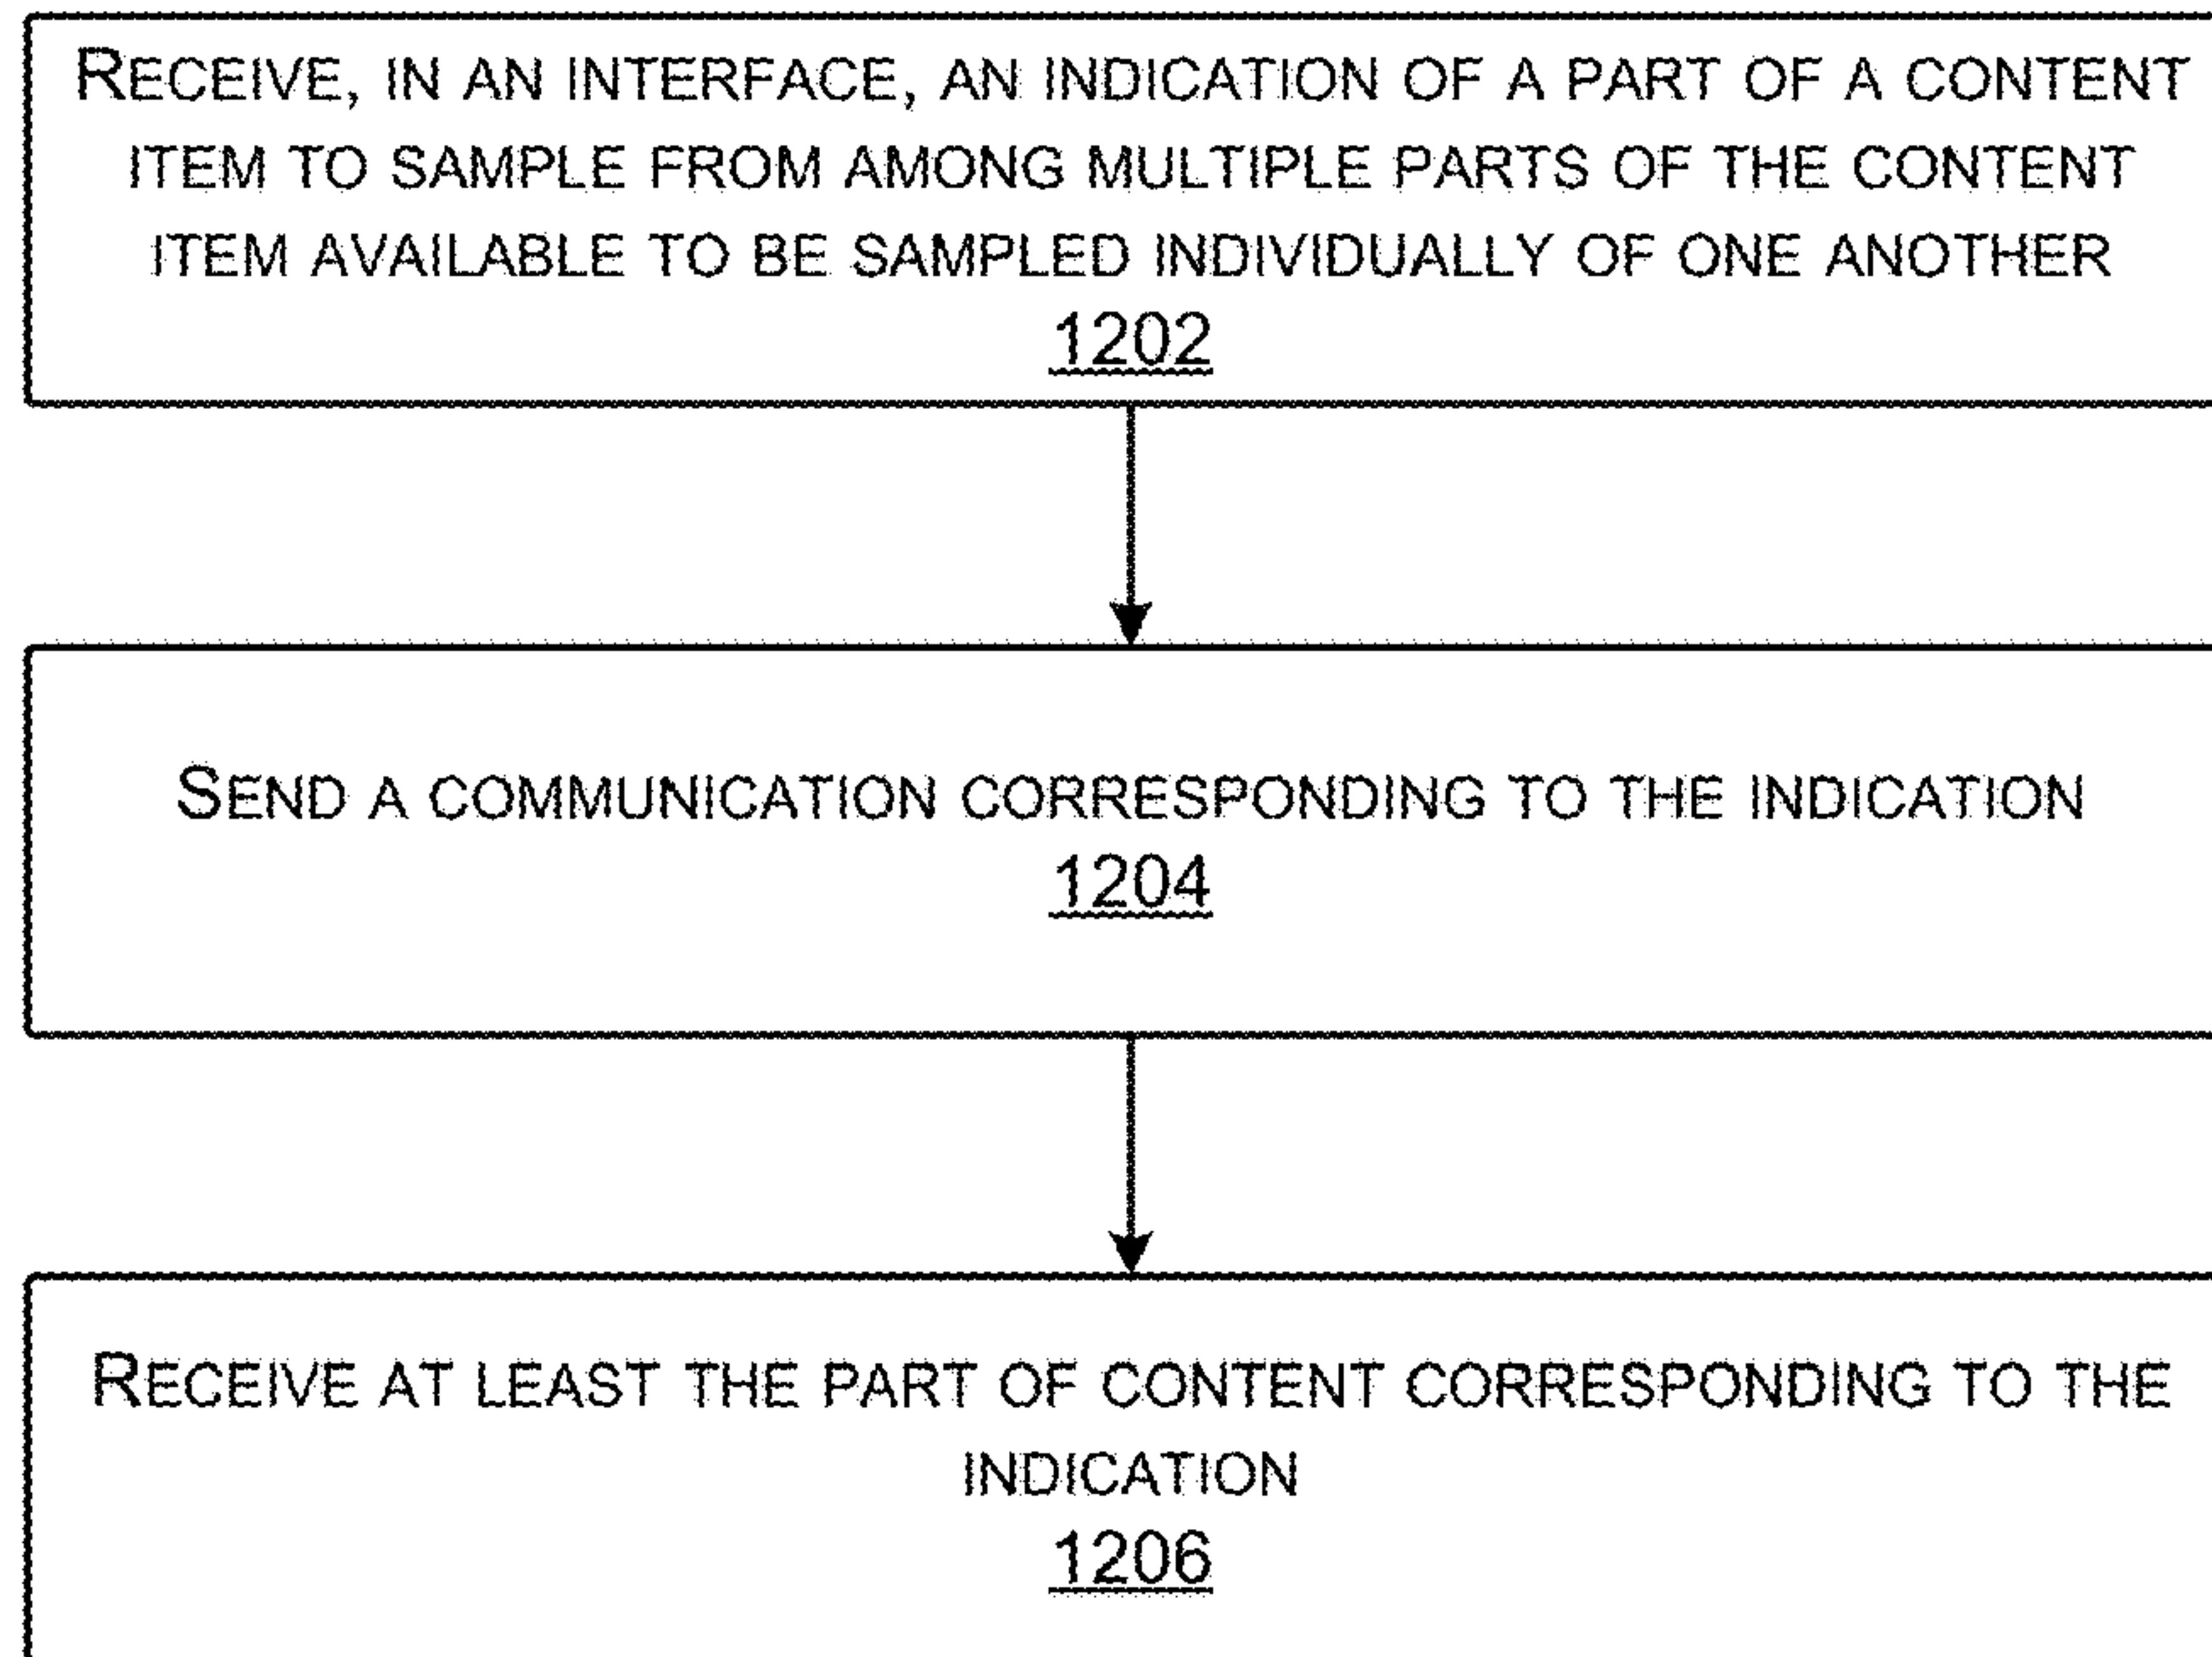 RECEIVE, IN AN INTERFACE, AN INDICATION OF A PART OF A CONTENT
ITEM TO SAMPLE FROM AMONG MULTIPLE PARTS OF THE CONTENT
ITEM AVAILABLE TO BE SAMPLED INDIVIDUALLY OF ONE ANOTHER
1202
SEND A COMMUNICATION CORRESPONDING TO THE INDICATION
1204
RECEIVE AT LEAST THE PART OF CONTENT CORRESPONDING TO THE
INDICATION
1206